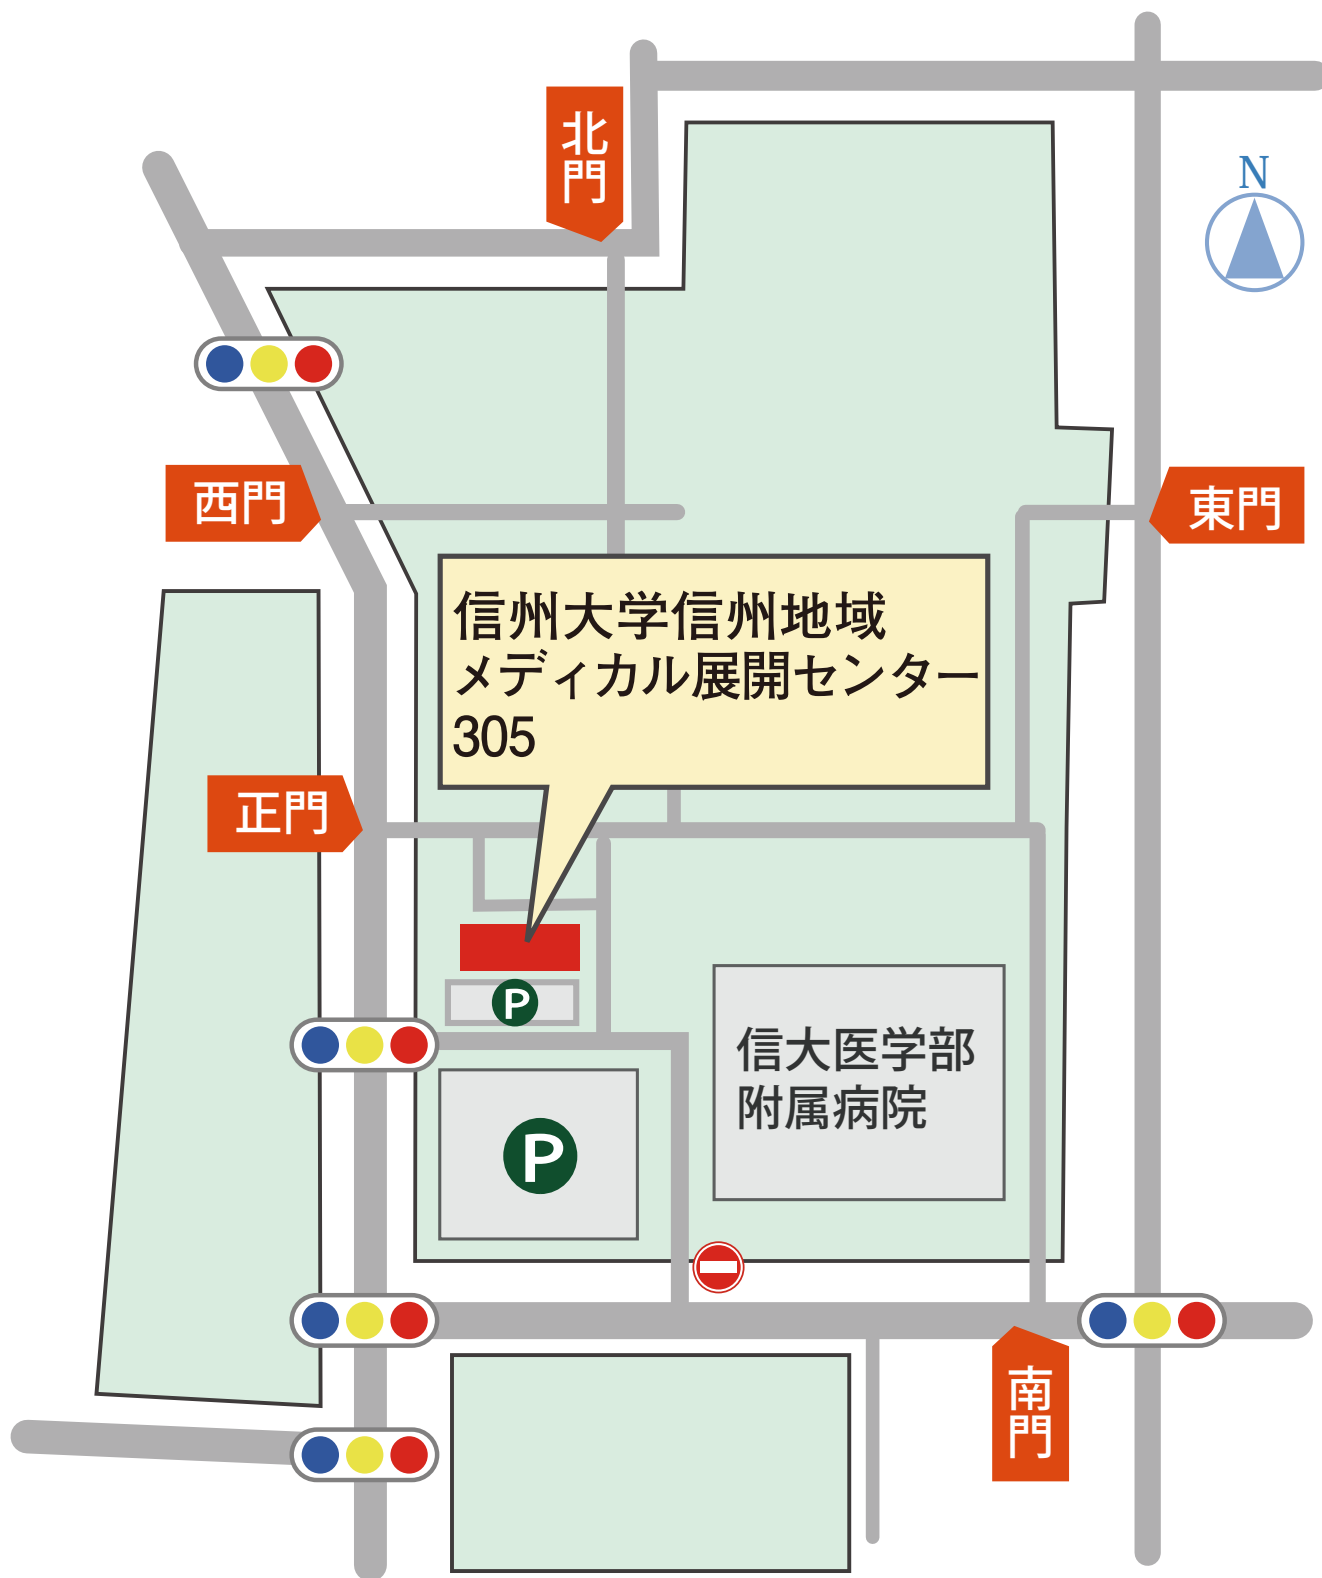 北門
N
西門
東門
信州大学信州地域
メディカル展開センター
305
正門
P
信大医学部
附属病院
P
南門